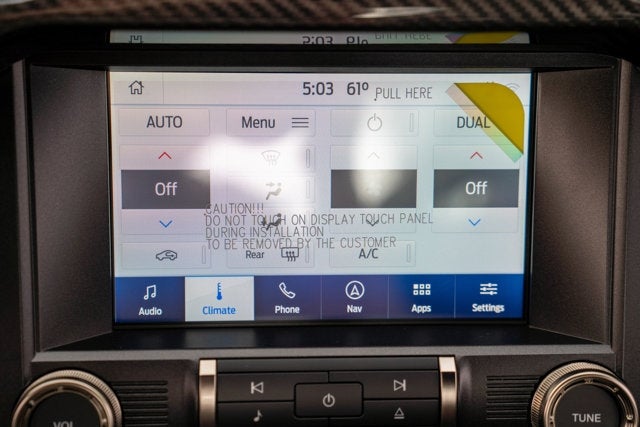 5:03 61°
PULL HERE
AUTO Menu DUAL
Off Off
CAUTION!!!
DO NOT TOUCH ON DISPLAY TOUCH PANEL
DURING INSTALLATION
TO BE REMOVED BY THE CUSTOMER
Rear A/C
Audio Climate Phone Nav Apps Settings
VOL TUNE